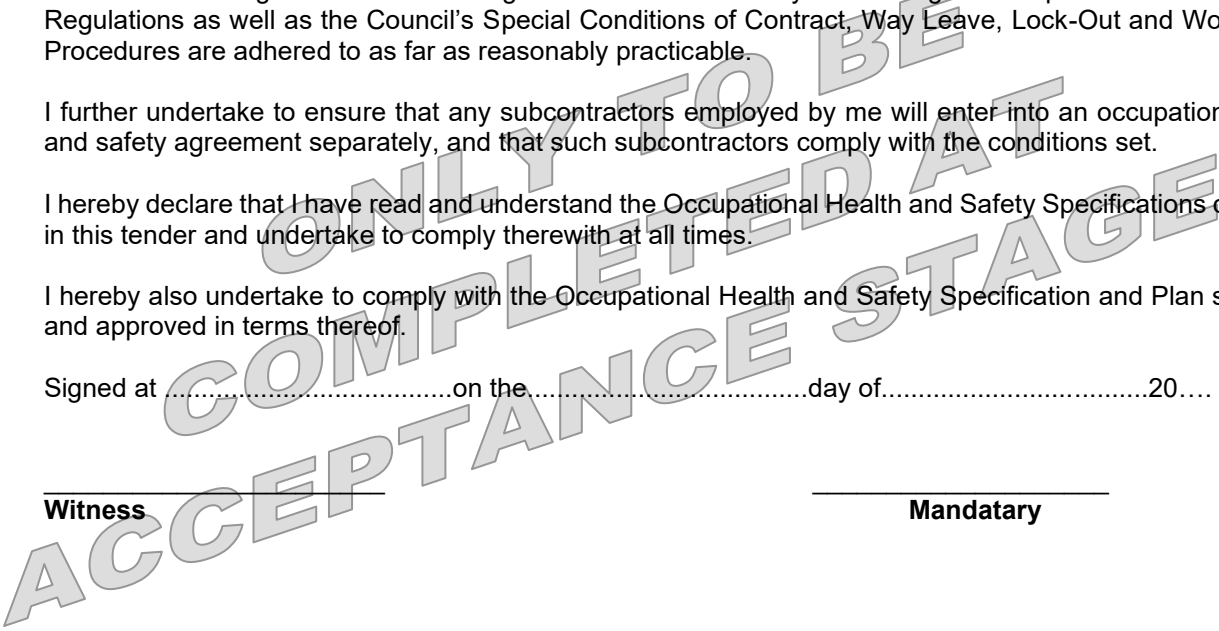 Regulations as well as the Council’s Special Conditions of Contract, Way Leave, Lock-Out and
Procedures are adhered to as far as reasonably practicable.
I further undertake to ensure that any subcontractors employed by me will enter into an
and safety agreement separately, and that such subcontractors comply with the conditions set.
I hereby declare that I have read and understand the Occupational Health and Safety Specifications
in this tender and undertake to comply therewith at all times.
I hereby also undertake to comply with the Occupational Health and Safety Specification and Plan
and approved in terms thereof.
Signed at .......................................on the......................................day of....................................20….
Witness
Mandatary
ONLY TO BE
COMPLETED AT
ACCEPTANCE STAGE